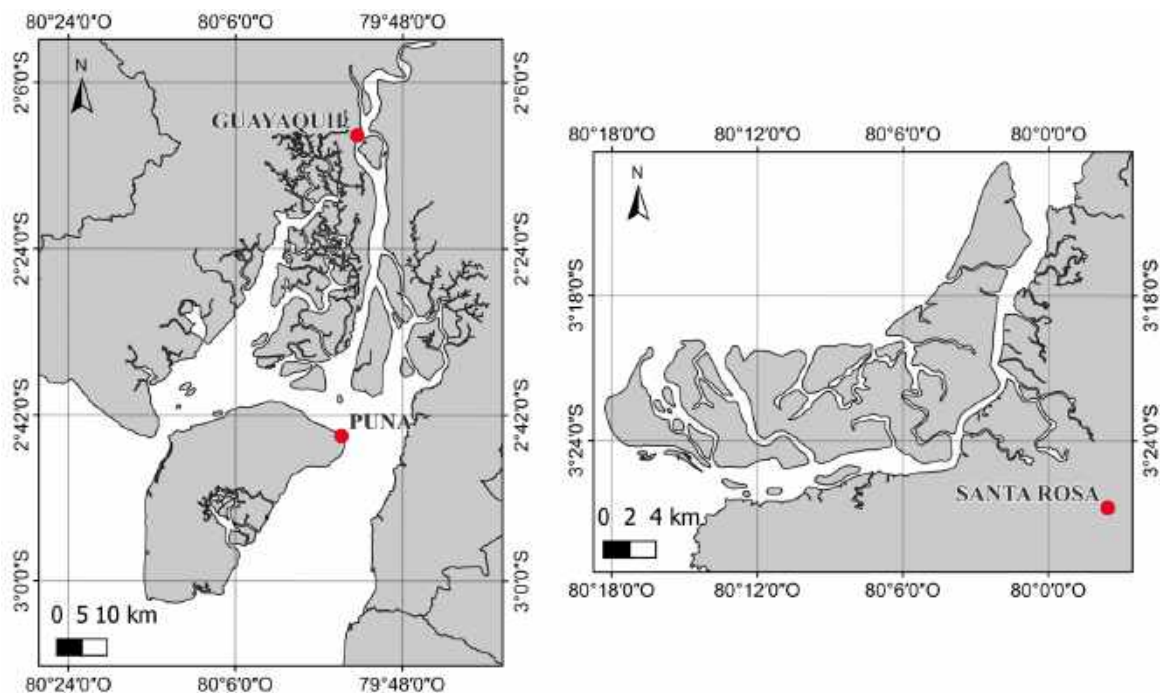 80°24'0"O 80°6'0"O 79°48'0"O
N
2°6'0"S 2°6'0"S
GUAYAQUIL
2°24'0"S 2°24'0"S
2°42'0"S 2°42'0"S
PUNA
3°0'0"S 3°0'0"S
0 5 10 km
80°24'0"O 80°6'0"O 79°48'0"O
80°18'0"O 80°12'0"O 80°6'0"O 80°0'0"O
N
3°18'0"S 3°18'0"S
3°24'0"S 3°24'0"S
SANTA ROSA
0 2 4 km
80°18'0"O 80°12'0"O 80°6'0"O 80°0'0"O